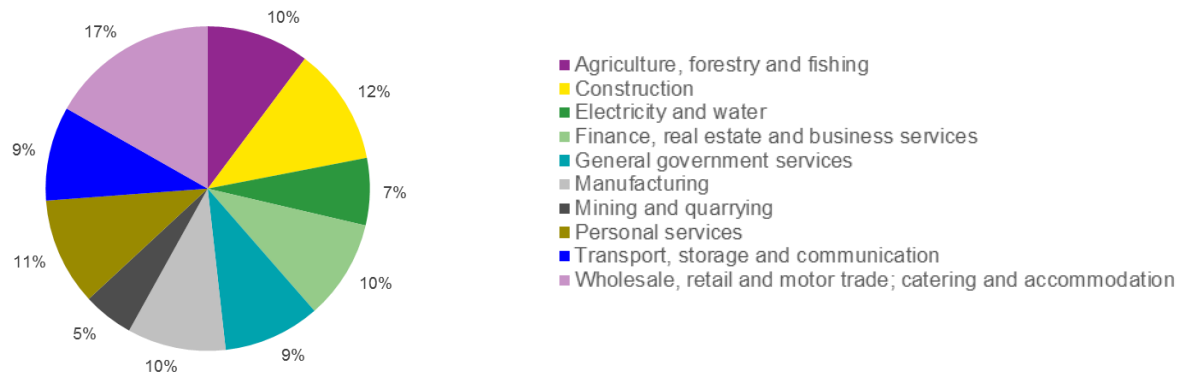 10%
12%
7%
10%
9%
10%
5%
11%
9%
17%
Agriculture, forestry and fishing
Construction
Electricity and water
Finance, real estate and business services
General government services
Manufacturing
Mining and quarrying
Personal services
Transport, storage and communication
Wholesale, retail and motor trade; catering and accommodation